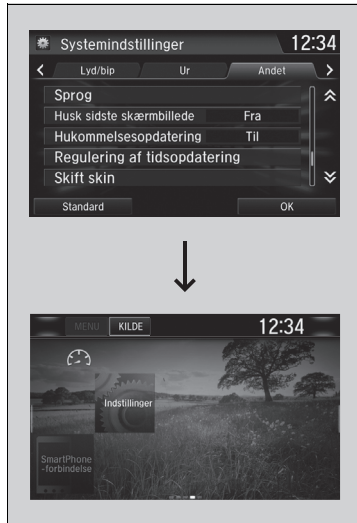 Systemindstillinger 12:34
Lyd/bip Ur Andet
Sprog
Husk sidste skærmbillede Fra
Hukommelsesopdatering Til
Regulering af tidsopdatering
Skift skin
Standard OK
MENU KILDE 12:34
Indstillinger
SmartPhone
-forbindelse